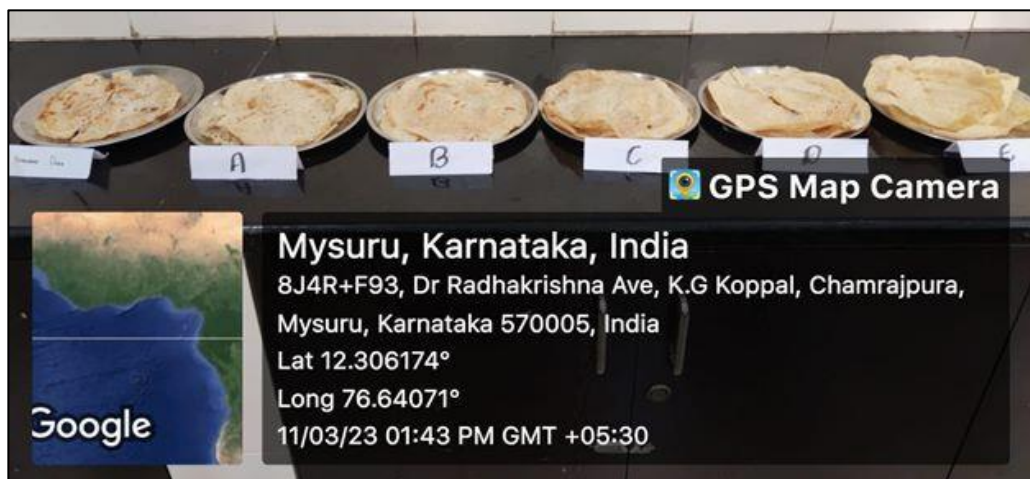 A
B
C
D
E
GPS Map Camera
Mysuru, Karnataka, India
8J4R+F93, Dr Radhakrishna Ave, K.G Koppal, Chamrajpura,
Mysuru, Karnataka 570005, India
Lat 12.306174°
Long 76.64071°
11/03/23 01:43 PM GMT +05:30
Google